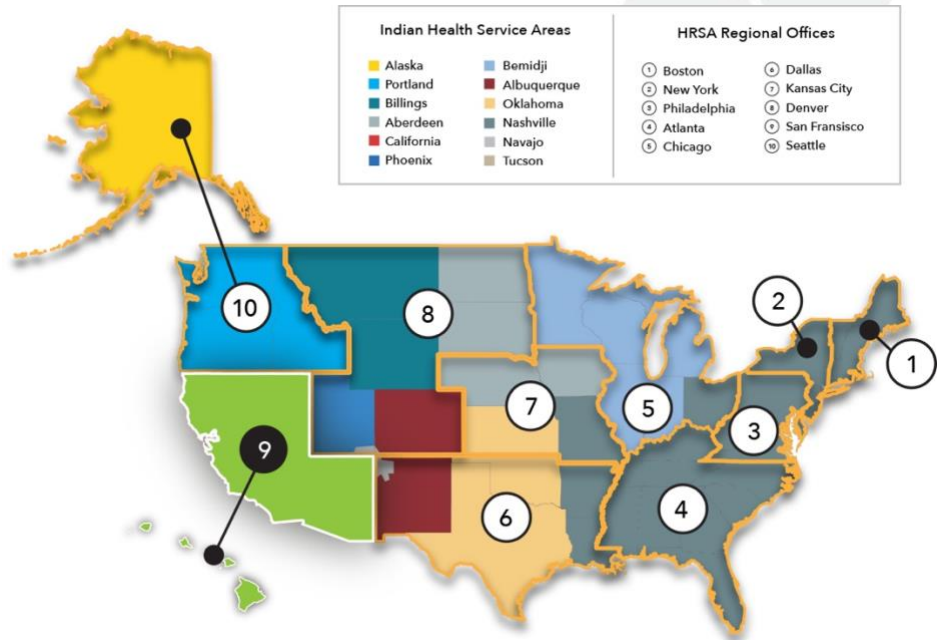 Indian Health Service Areas
Alaska
Portland
Billings
Aberdeen
California
Phoenix
Bemidji
Albuquerque
Oklahoma
Nashville
Navajo
Tucson
HRSA Regional Offices
1 Boston
2 New York
3 Philadelphia
4 Atlanta
5 Chicago
6 Dallas
7 Kansas City
8 Denver
9 San Fransisco
10 Seattle
10
8
2
1
7
5
3
9
6
4